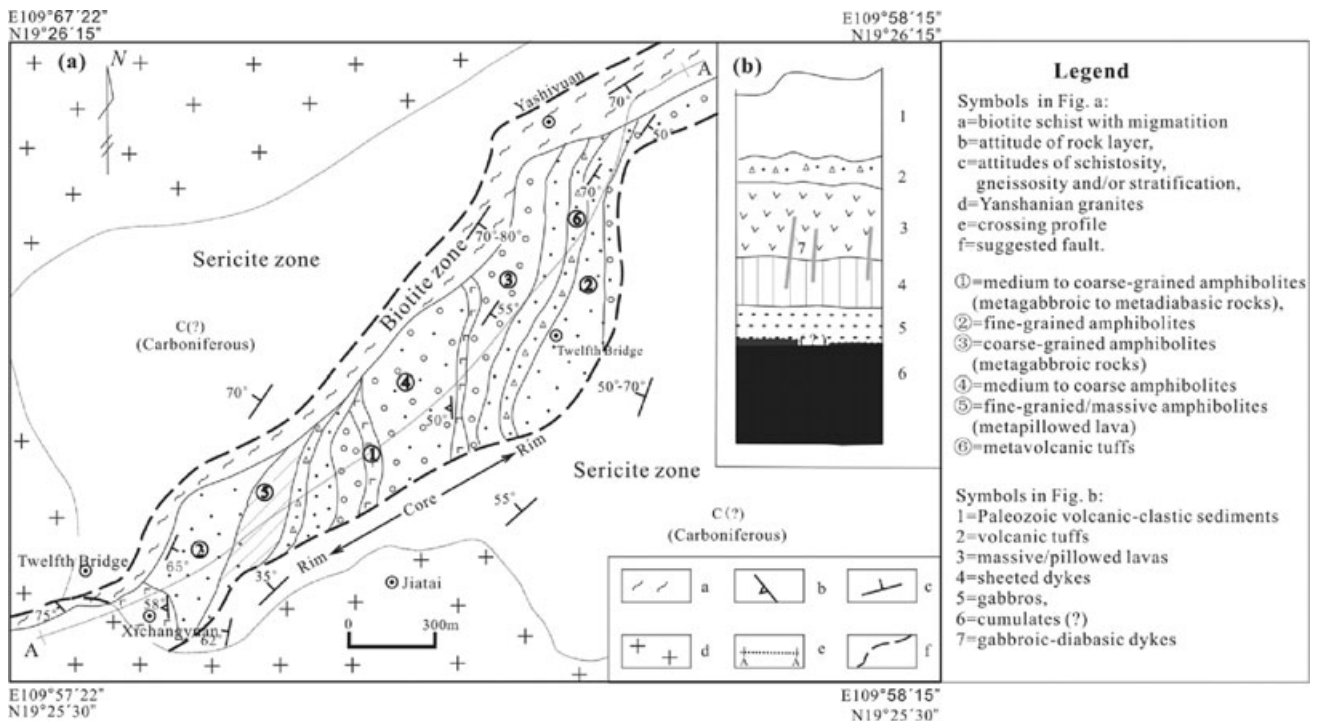 E109°67´22"
N19°26´15"
E109°58´15"
N19°26´15"
(a)
N
Yashiyuan
A
70°
50°
70°
⑥
70°-80°
Biotite zone
③
②
55°
Twelfth Bridge
Sericite zone
C(?)
(Carboniferous)
④
70°
50°
50°-70°
①
Rim
Core
Rim
⑤
Sericite zone
55°
C(?)
(Carboniferous)
②
65°
Twelfth Bridge
35°
Jiatai
75°
58°
Xichangyuan
62°
0 300m
A
(b)
1
2
3
7
4
5
(?)
6
a
b
c
d
A A
e
f
E109°57´22"
N19°25´30"
E109°58´15"
N19°25´30"
Legend
Symbols in Fig. a:
a=biotite schist with migmatition
b=attitude of rock layer,
c=attitudes of schistosity,
gneissosity and/or stratification,
d=Yanshanian granites
e=crossing profile
f=suggested fault.
①=medium to coarse-grained amphibolites
(metagabbroic to metadiabasic rocks),
②=fine-grained amphibolites
③=coarse-grained amphibolites
(metagabbroic rocks)
④=medium to coarse amphibolites
⑤=fine-granied/massive amphibolites
(metapillowed lava)
⑥=metavolcanic tuffs
Symbols in Fig. b:
1=Paleozoic volcanic-clastic sediments
2=volcanic tuffs
3=massive/pillowed lavas
4=sheeted dykes
5=gabbros,
6=cumulates (?)
7=gabbroic-diabasic dykes